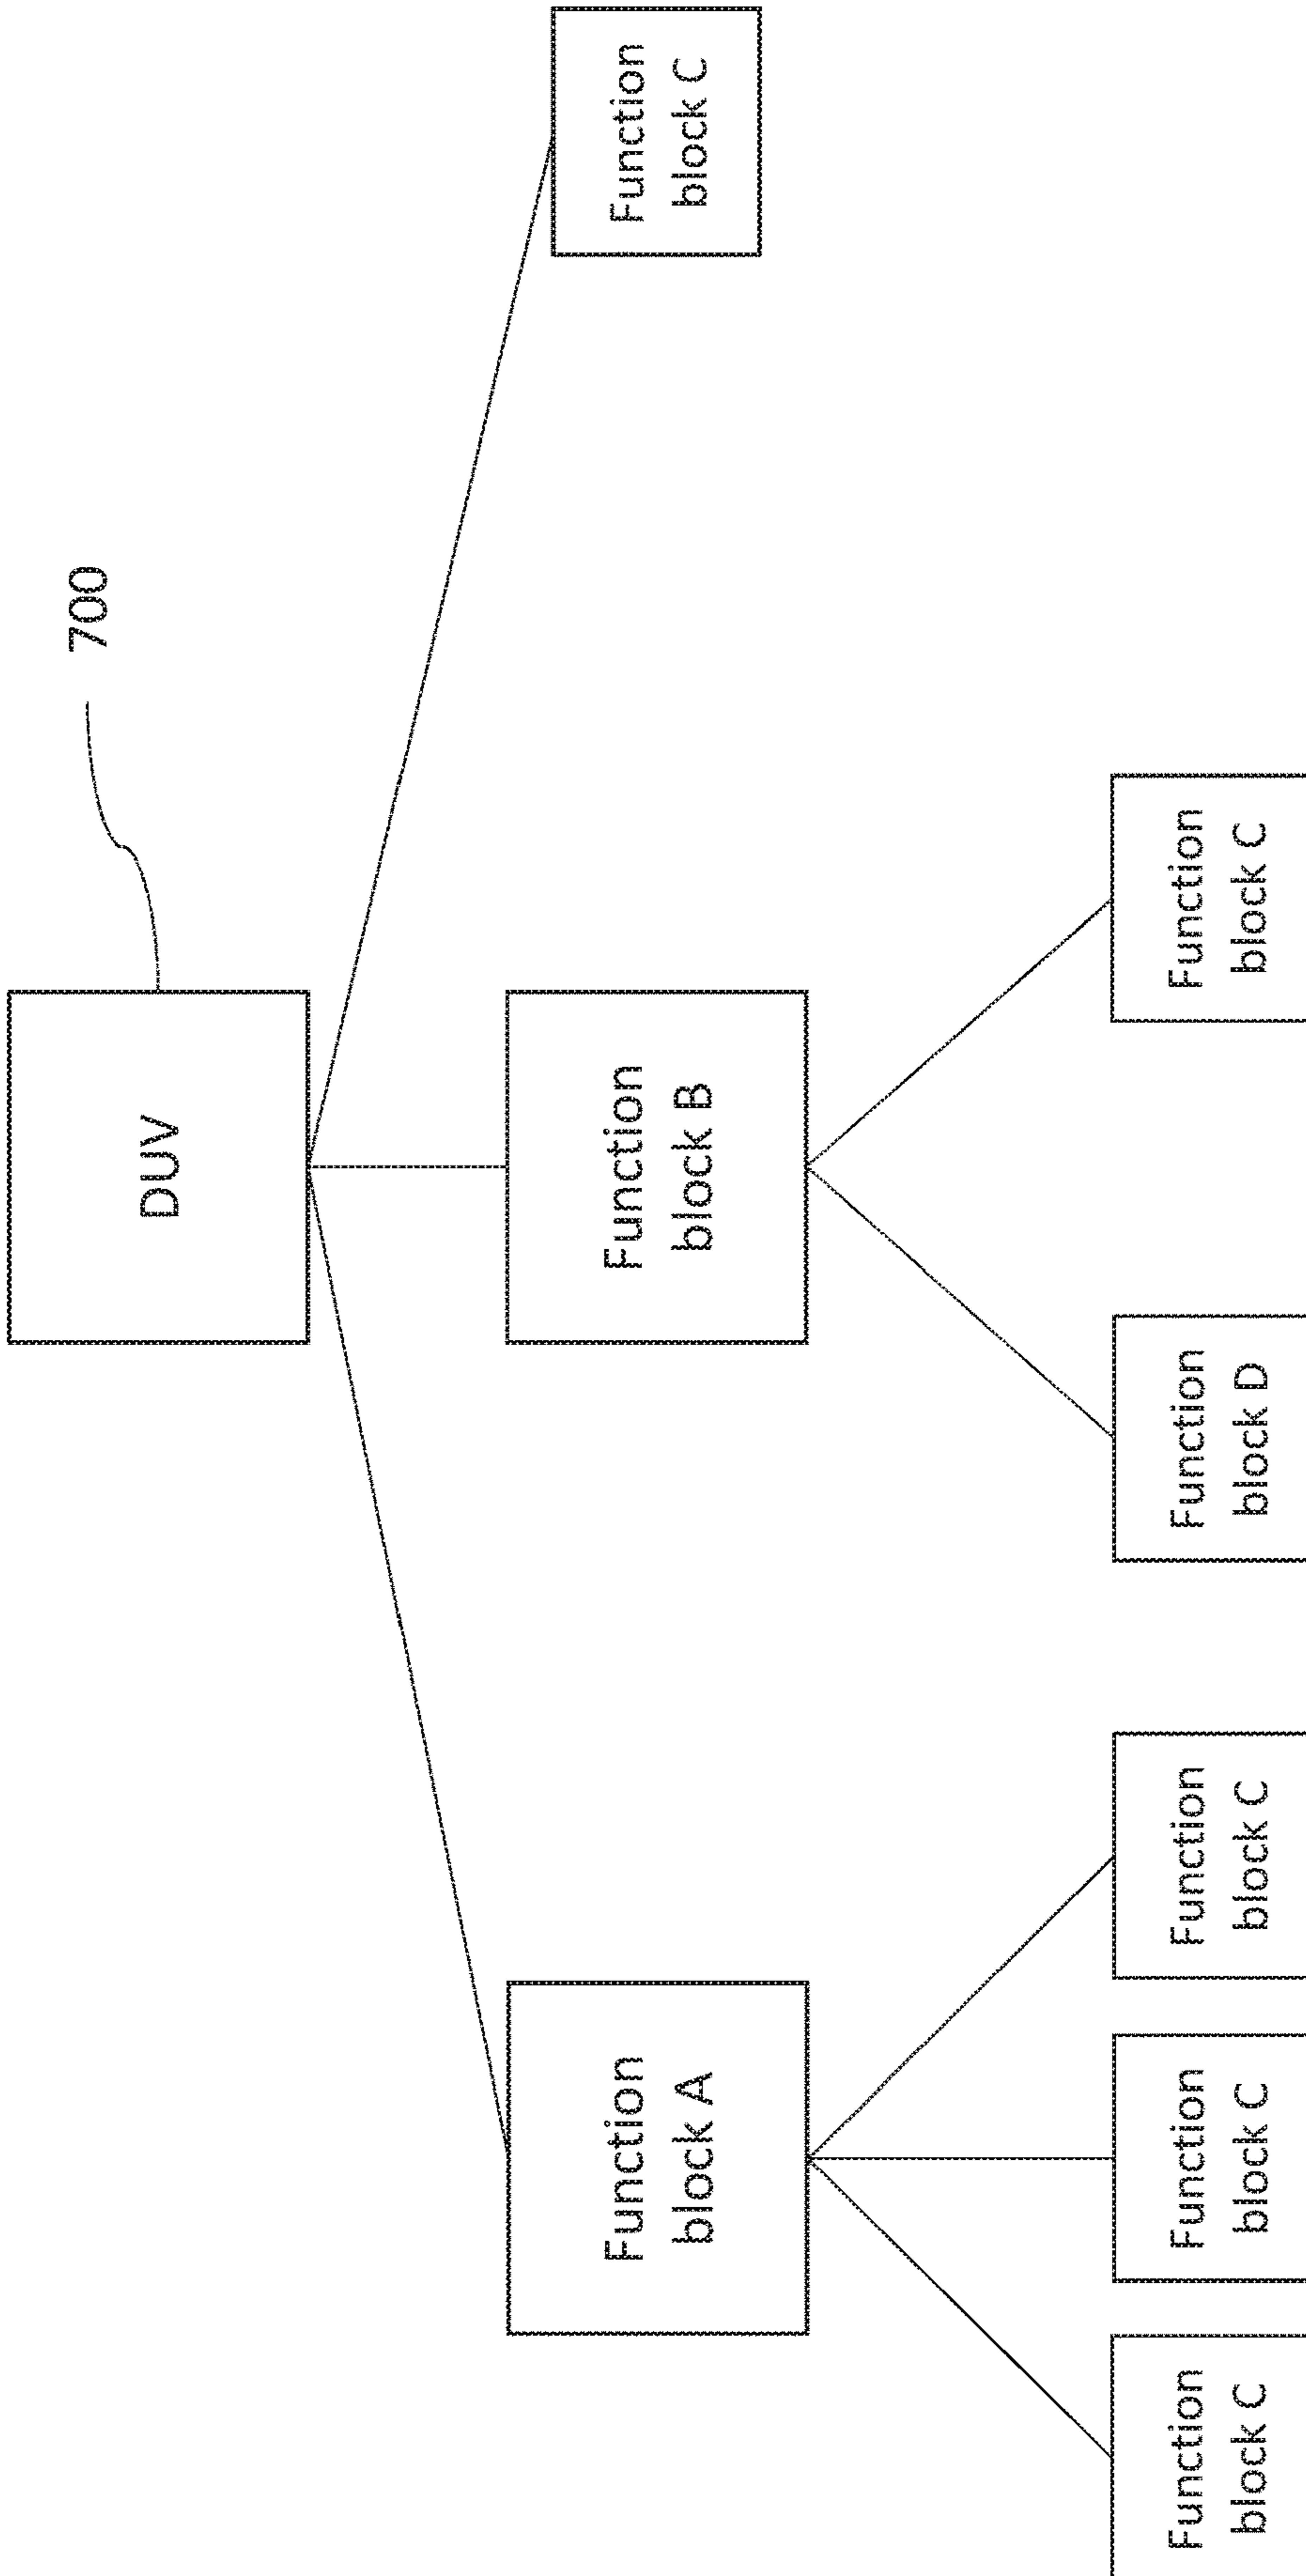 700
DUV
Function
block A
Function
block B
Function
block C
Function
block C
Function
block C
Function
block C
Function
block D
Function
block C